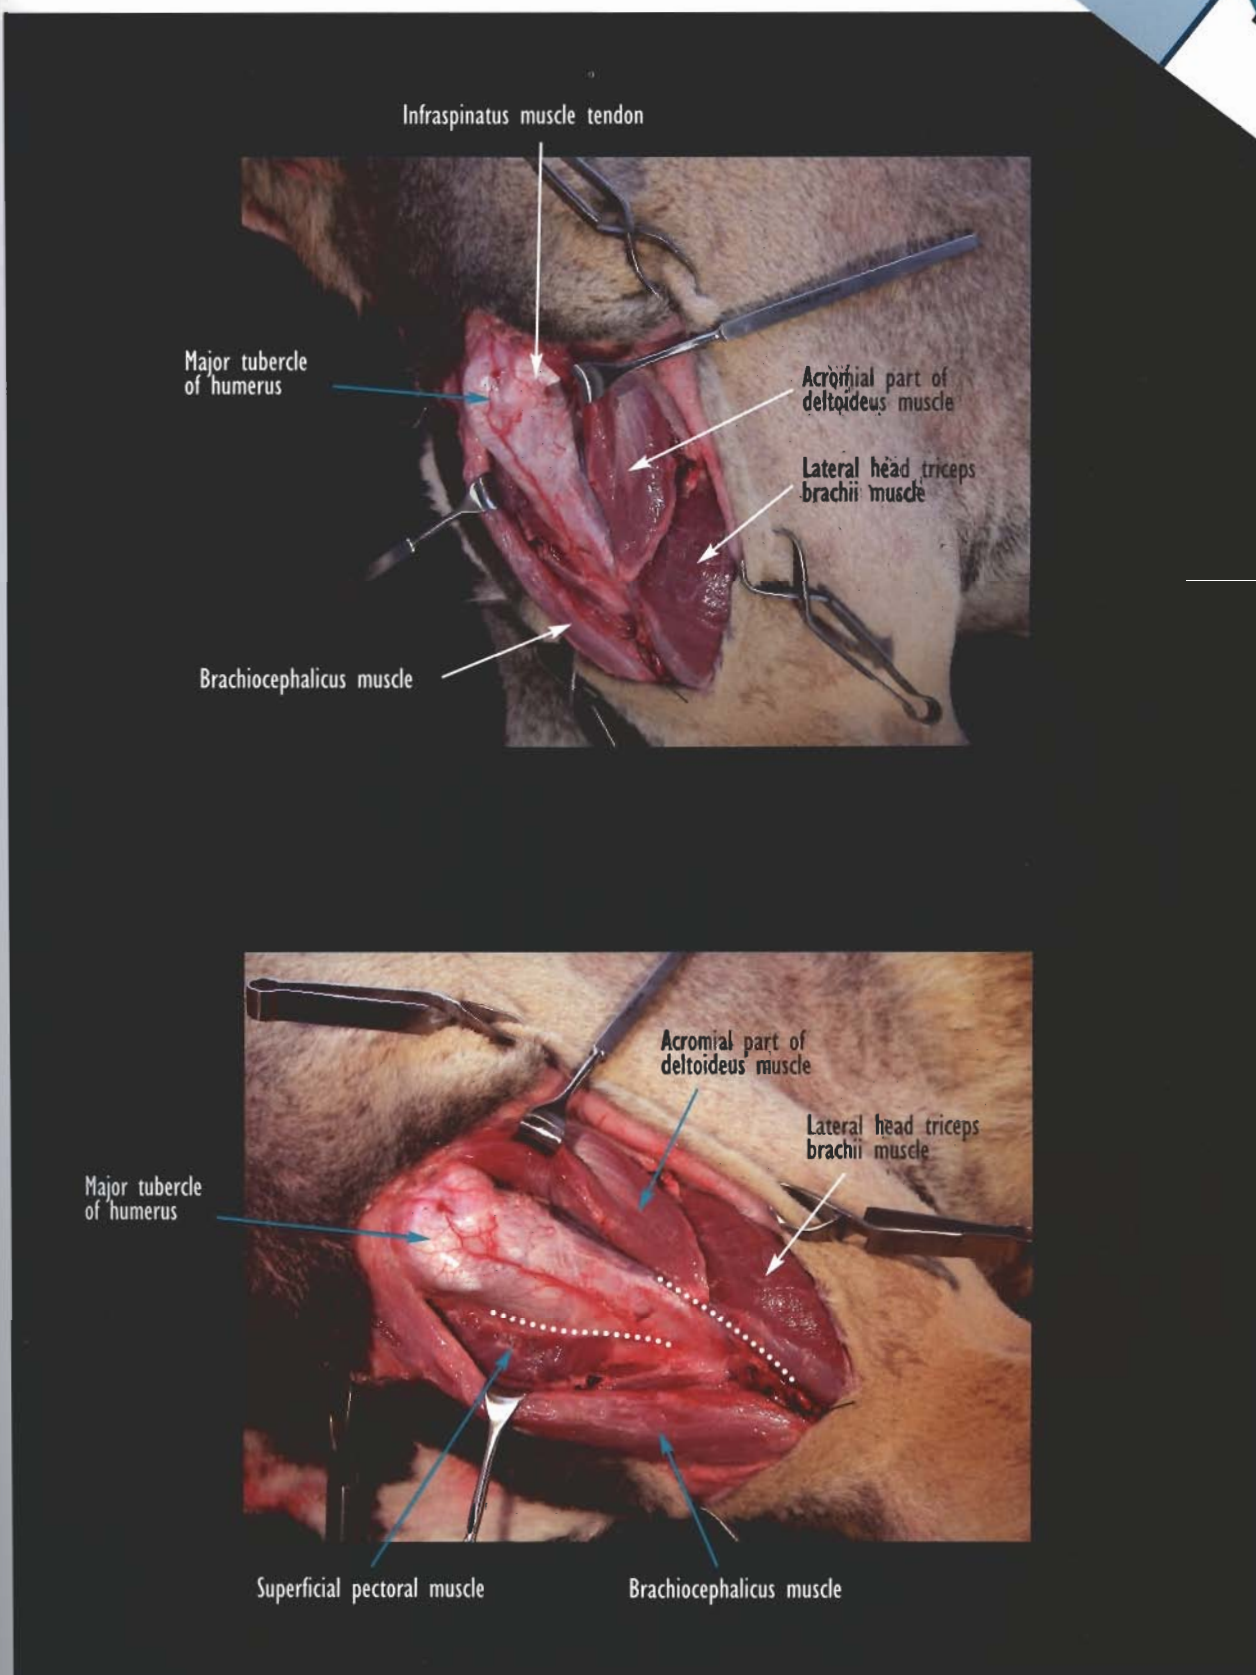 Infraspinatus muscle tendon
Major tubercle
of humerus
Acromial part of
deltoideus muscle
Lateral head triceps
brachii muscle
Brachiocephalicus muscle
Acromial part of
deltoideus muscle
Lateral head triceps
brachii muscle
Major tubercle
of humerus
Superficial pectoral muscle
Brachiocephalicus muscle